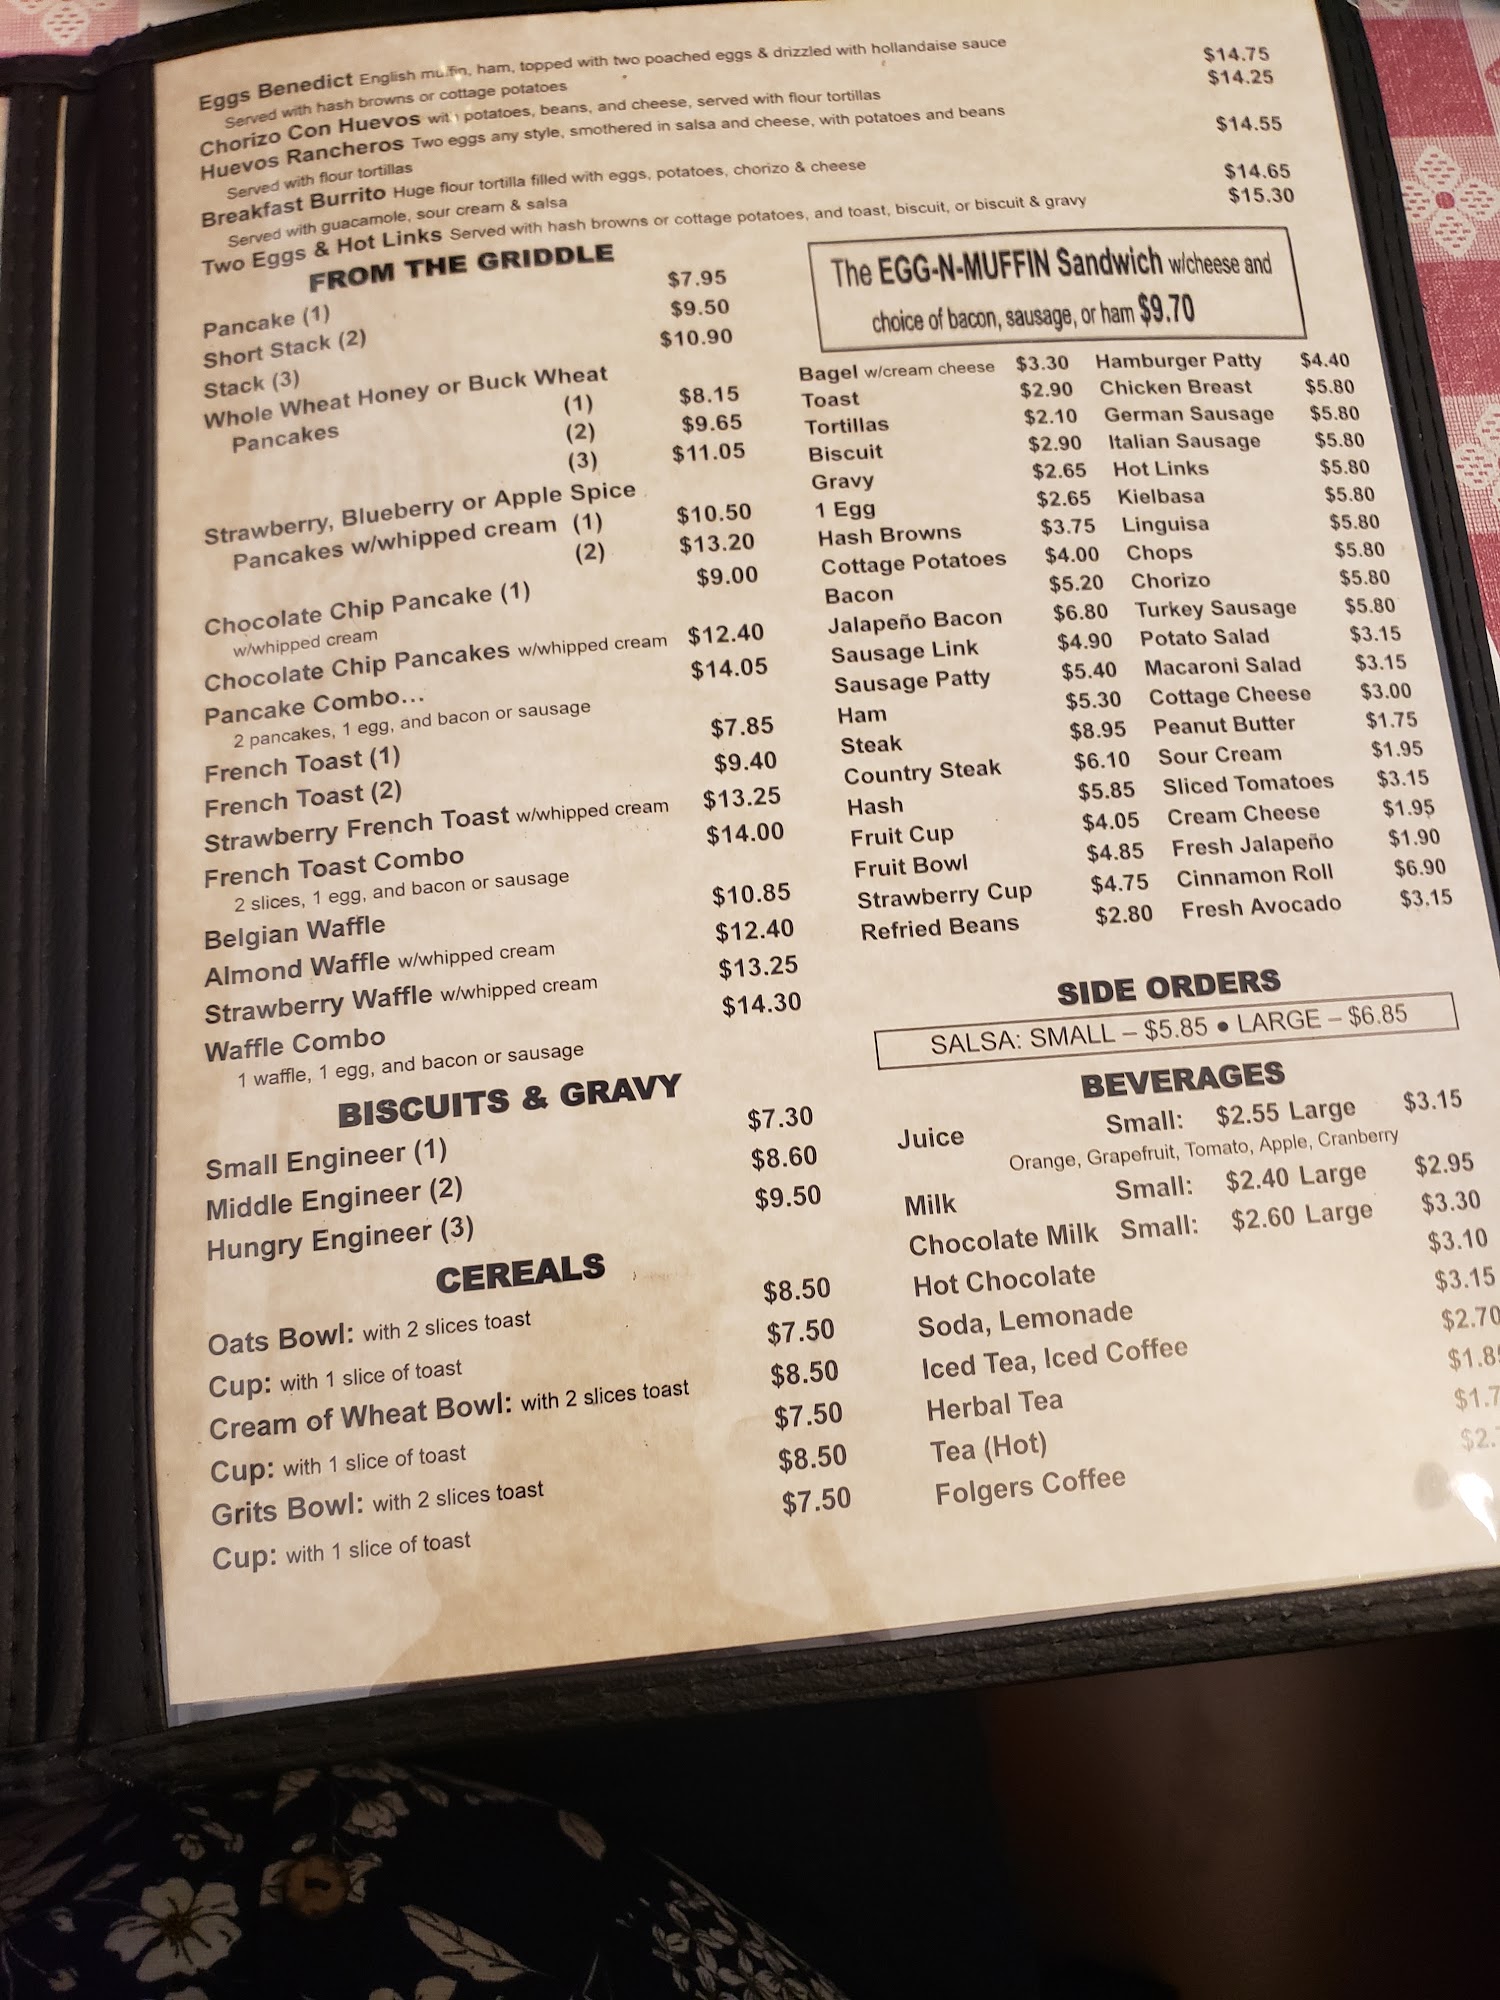 Eggs Benedict English muffin, ham, topped with two poached eggs & drizzled with hollandaise sauce $14.75
Served with hash browns or cottage potatoes
Chorizo Con Huevos with potatoes, beans, and cheese, served with flour tortillas $14.25
Huevos Rancheros Two eggs any style, smothered in salsa and cheese, with potatoes and beans $14.55
Served with flour tortillas
Breakfast Burrito Huge flour tortilla filled with eggs, potatoes, chorizo & cheese $14.65
Served with guacamole, sour cream & salsa
Two Eggs & Hot Links Served with hash browns or cottage potatoes, and toast, biscuit, or biscuit & gravy $15.30
FROM THE GRIDDLE
Pancake (1) $7.95
Short Stack (2) $9.50
Stack (3) $10.90
Whole Wheat Honey or Buck Wheat
Pancakes (1) $8.15
(2) $9.65
(3) $11.05
Strawberry, Blueberry or Apple Spice
Pancakes w/whipped cream (1) $10.50
(2) $13.20
Chocolate Chip Pancake (1) $9.00
w/whipped cream
Chocolate Chip Pancakes w/whipped cream $12.40
Pancake Combo... $14.05
2 pancakes, 1 egg, and bacon or sausage
French Toast (1) $7.85
French Toast (2) $9.40
Strawberry French Toast w/whipped cream $13.25
French Toast Combo $14.00
2 slices, 1 egg, and bacon or sausage
Belgian Waffle $10.85
Almond Waffle w/whipped cream $12.40
Strawberry Waffle w/whipped cream $13.25
Waffle Combo $14.30
1 waffle, 1 egg, and bacon or sausage
BISCUITS & GRAVY
Small Engineer (1) $7.30
Middle Engineer (2) $8.60
Hungry Engineer (3) $9.50
CEREALS
Oats Bowl: with 2 slices toast $8.50
Cup: with 1 slice of toast $7.50
Cream of Wheat Bowl: with 2 slices toast $8.50
Cup: with 1 slice of toast $7.50
Grits Bowl: with 2 slices toast $8.50
Cup: with 1 slice of toast $7.50
The EGG-N-MUFFIN Sandwich w/cheese and
choice of bacon, sausage, or ham $9.70
Bagel w/cream cheese $3.30 Hamburger Patty $4.40
Toast $2.90 Chicken Breast $5.80
Tortillas $2.10 German Sausage $5.80
Biscuit $2.90 Italian Sausage $5.80
Gravy $2.65 Hot Links $5.80
1 Egg $2.65 Kielbasa $5.80
Hash Browns $3.75 Linguisa $5.80
Cottage Potatoes $4.00 Chops $5.80
Bacon $5.20 Chorizo $5.80
Jalapeño Bacon $6.80 Turkey Sausage $5.80
Sausage Link $4.90 Potato Salad $3.15
Sausage Patty $5.40 Macaroni Salad $3.15
Ham $5.30 Cottage Cheese $3.00
Steak $8.95 Peanut Butter $1.75
Country Steak $6.10 Sour Cream $1.95
Hash $5.85 Sliced Tomatoes $3.15
Fruit Cup $4.05 Cream Cheese $1.95
Fruit Bowl $4.85 Fresh Jalapeño $1.90
Strawberry Cup $4.75 Cinnamon Roll $6.90
Refried Beans $2.80 Fresh Avocado $3.15
SIDE ORDERS
SALSA: SMALL – $5.85 ● LARGE – $6.85
BEVERAGES
Juice Small: $2.55 Large $3.15
Orange, Grapefruit, Tomato, Apple, Cranberry
Milk Small: $2.40 Large $2.95
Chocolate Milk Small: $2.60 Large $3.30
Hot Chocolate $3.10
Soda, Lemonade $3.15
Iced Tea, Iced Coffee $2.70
Herbal Tea
Tea (Hot)
Folgers Coffee